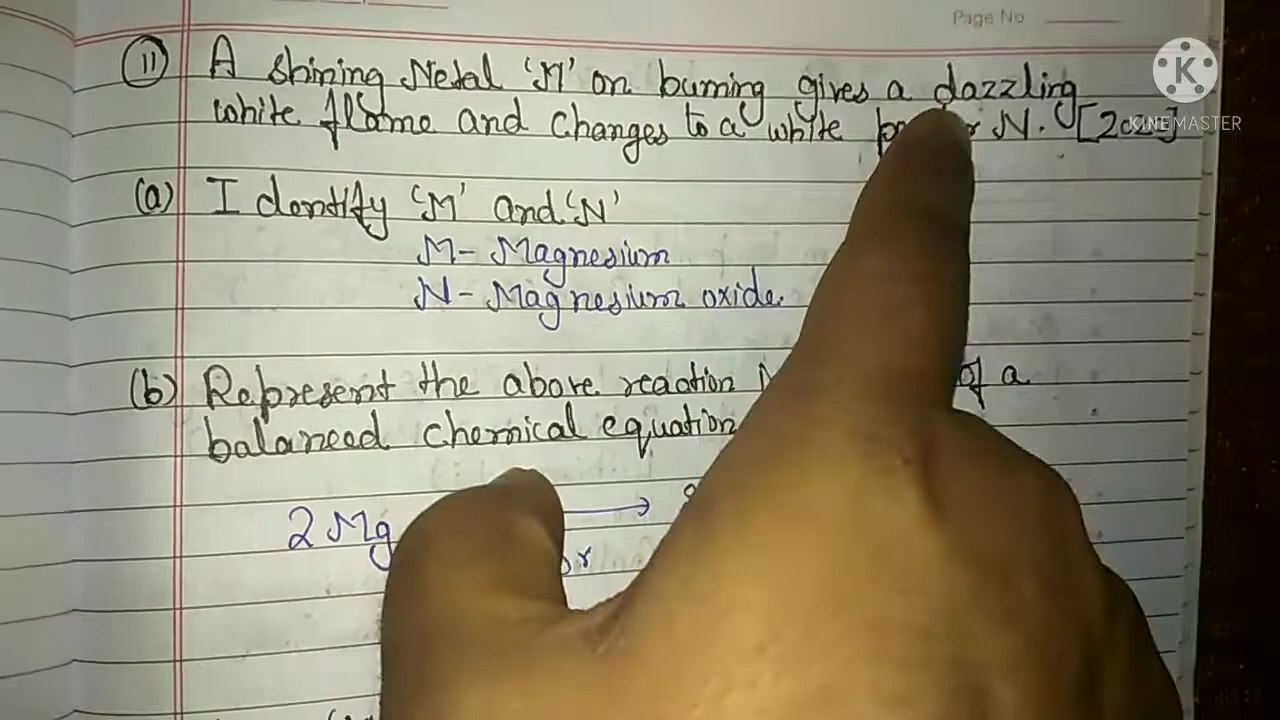 Page No
K
KINEMASTER
11 A shining Metal 'M' on burning gives a dazzling
white flame and changes to a white N.
(a) Identify 'M' and 'N'
M- Magnesium
N- Magnesium oxide.
(b) Represent the above reaction of a
balanced chemical equation
2Mg →